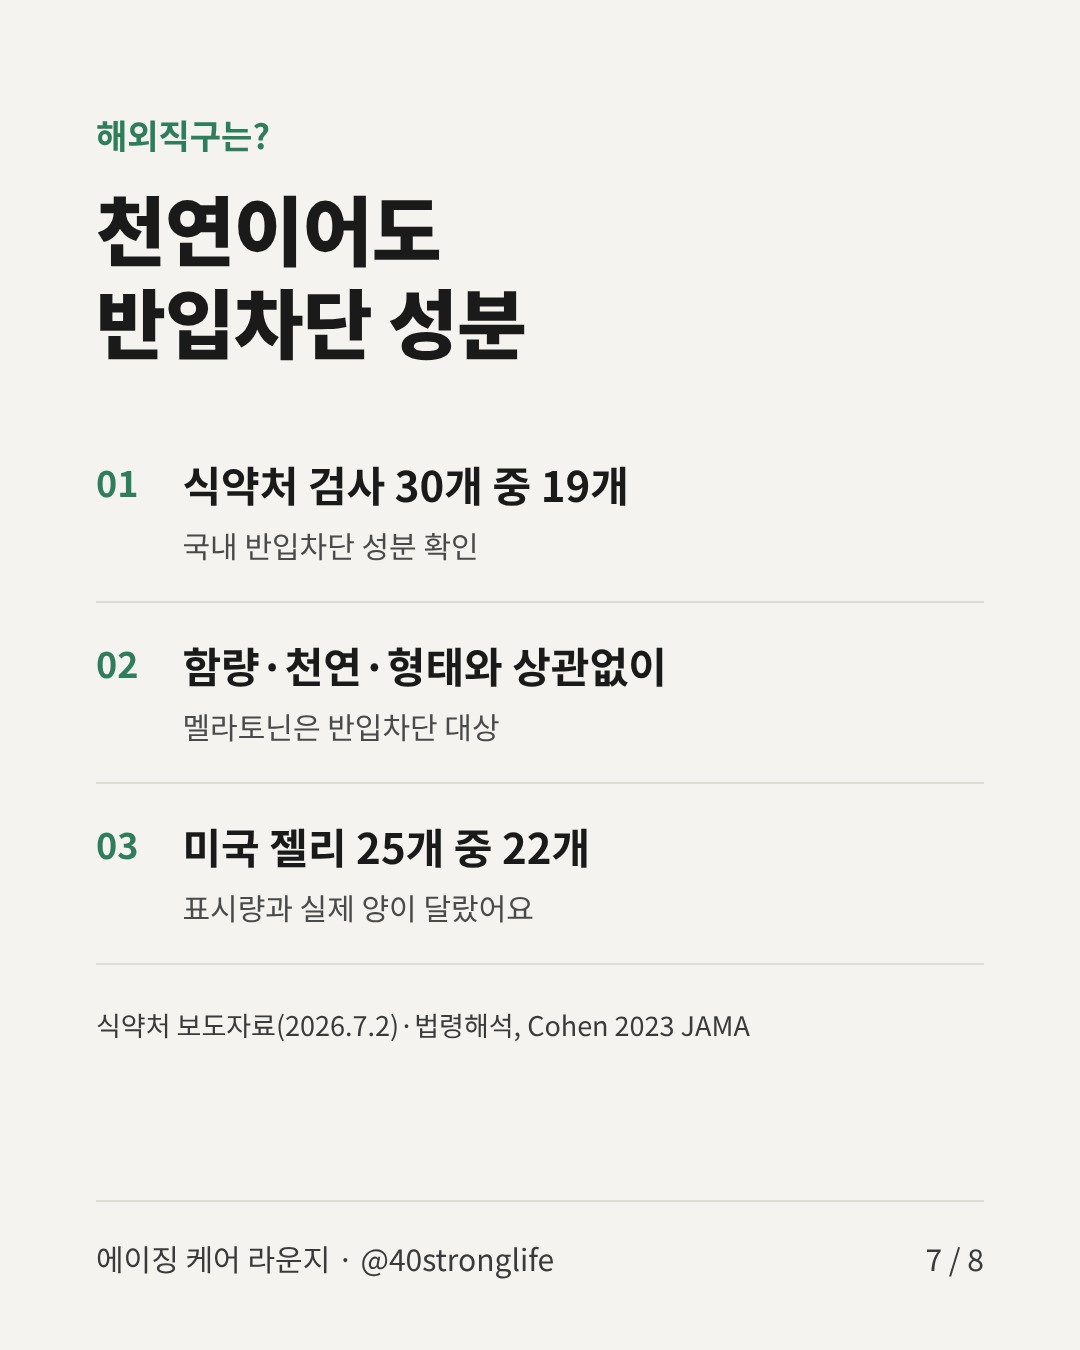 해외직구는?
천연이어도
반입차단 성분
01 식약처 검사 30개 중 19개
국내 반입차단 성분 확인
02 함량·천연·형태와 상관없이
멜라토닌은 반입차단 대상
03 미국 젤리 25개 중 22개
표시량과 실제 양이 달랐어요
식약처 보도자료(2026.7.2)·법령해석, Cohen 2023 JAMA
에이징 케어 라운지 · @40stronglife
7 / 8